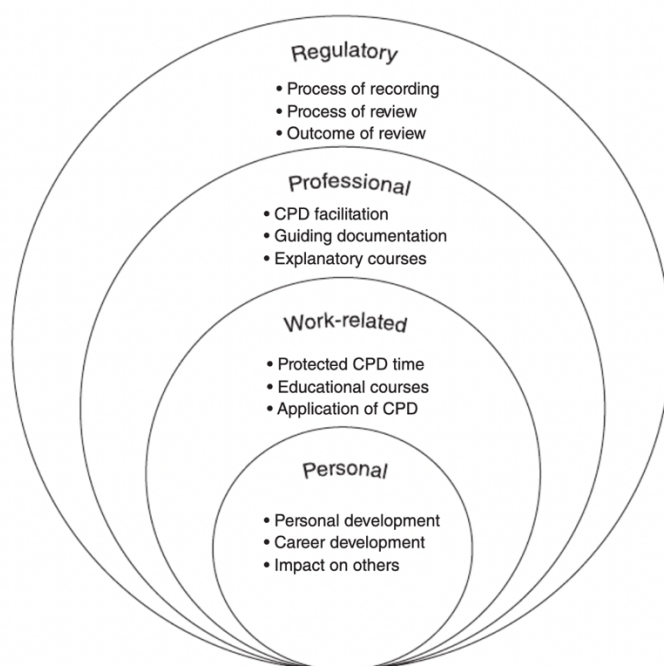 Regulatory
• Process of recording
• Process of review
• Outcome of review
Professional
• CPD facilitation
• Guiding documentation
• Explanatory courses
Work-related
• Protected CPD time
• Educational courses
• Application of CPD
Personal
• Personal development
• Career development
• Impact on others